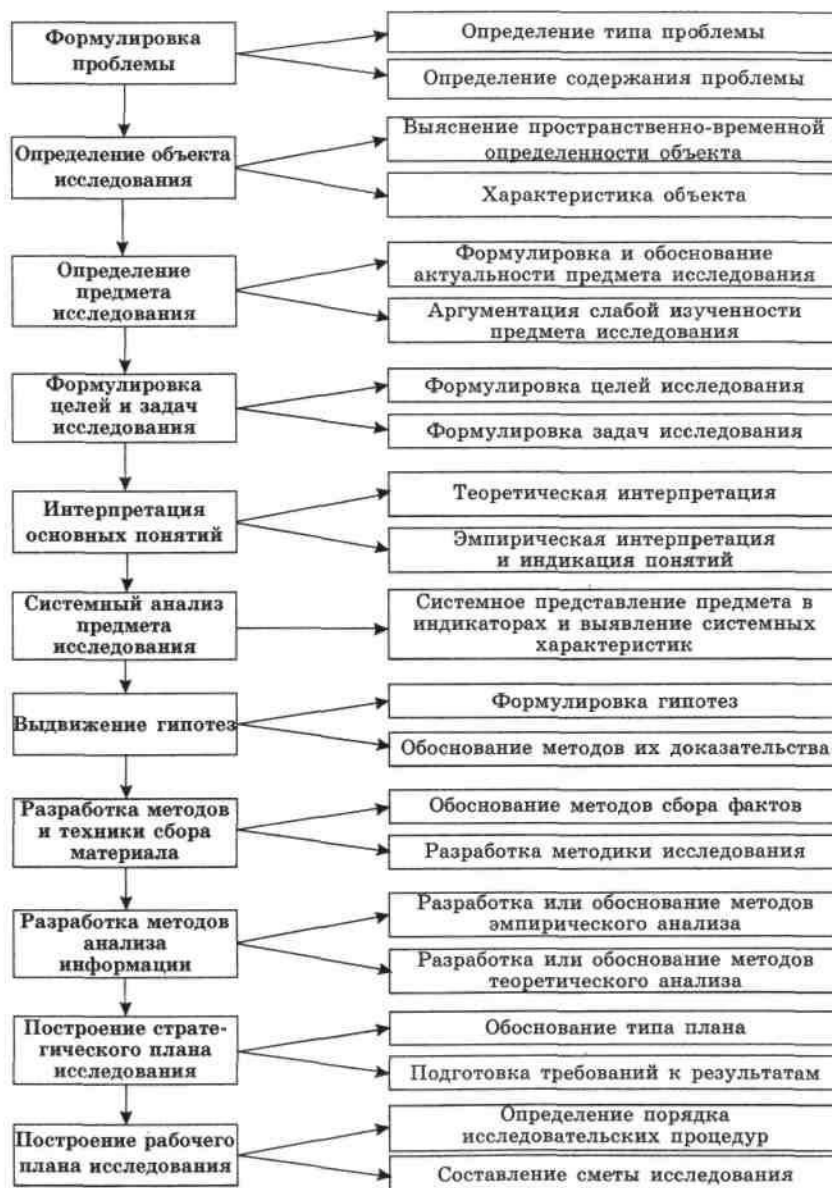 Формулировка
проблемы
Определение типа проблемы
Определение содержания проблемы
Определение объекта
исследования
Выяснение пространственно-временной
определенности объекта
Характеристика объекта
Определение
предмета
исследования
Формулировка и обоснование
актуальности предмета исследования
Аргументация слабой изученности
предмета исследования
Формулировка
целей и задач
исследования
Формулировка целей исследования
Формулировка задач исследования
Интерпретация
основных понятий
Теоретическая интерпретация
Эмпирическая интерпретация
и индикация понятий
Системный анализ
предмета
исследования
Системное представление предмета в
индикаторах и выявление системных
характеристик
Выдвижение гипотез
Формулировка гипотез
Обоснование методов их доказательства
Разработка методов
и техники сбора
материала
Обоснование методов сбора фактов
Разработка методики исследования
Разработка методов
анализа
информации
Разработка или обоснование методов
эмпирического анализа
Разработка или обоснование методов
теоретического анализа
Построение страте-
гического плана
исследования
Обоснование типа плана
Подготовка требований к результатам
Построение рабочего
плана исследования
Определение порядка
исследовательских процедур
Составление сметы исследования